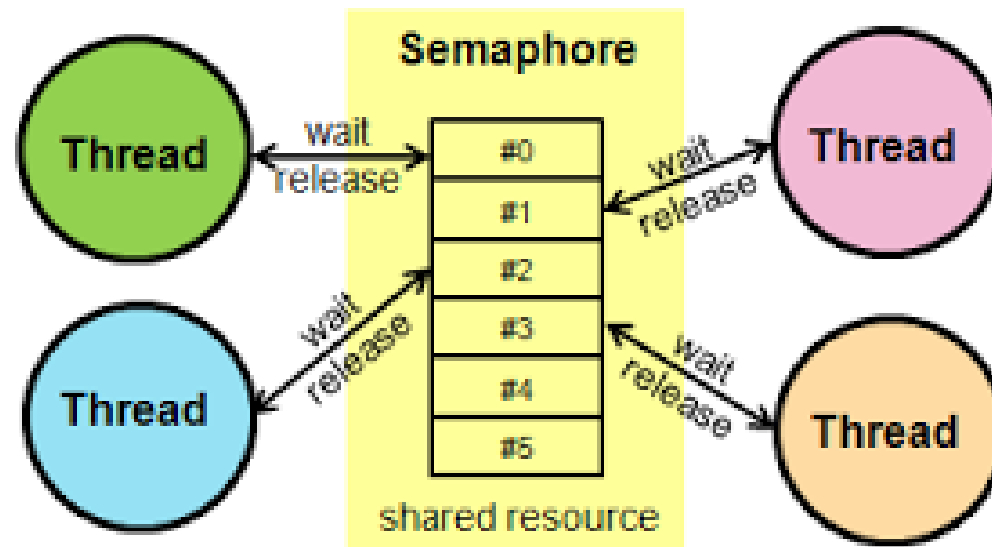 Semaphore
Thread
wait
release
#0
#1
#2
#3
#4
#5
wait
release
Thread
Thread
wait
release
wait
release
Thread
shared resource